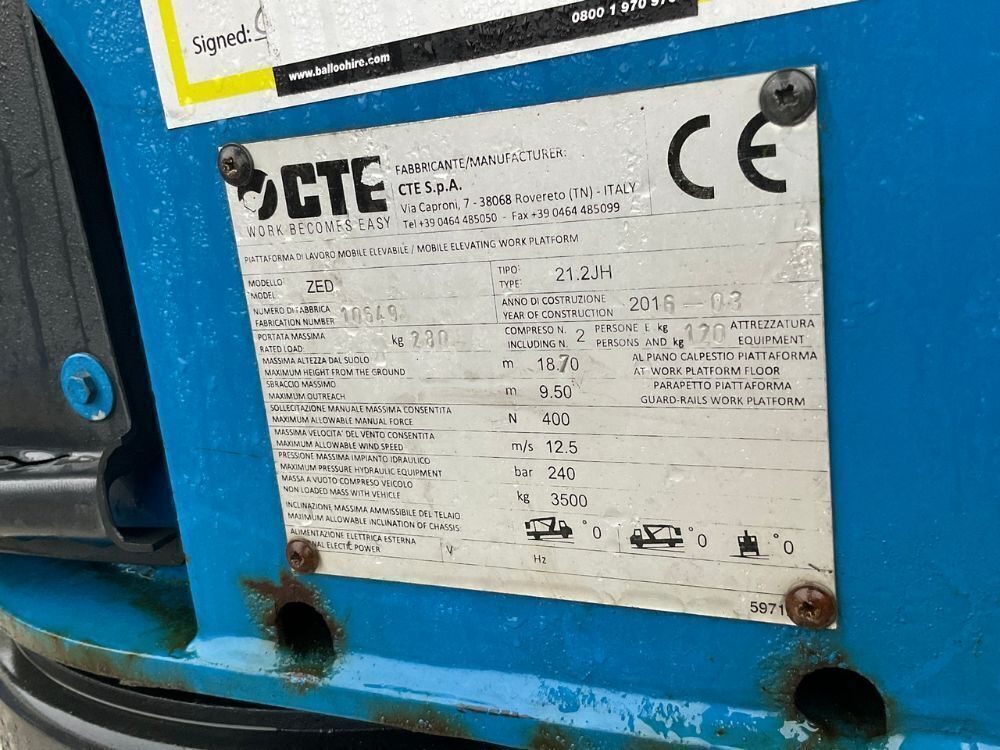 Signed:
www.balloohire.com
0800 1 970 970
CTE
WORK BECOMES EASY
FABBRICANTE/MANUFACTURER:
CTE S.p.A.
Via Caproni, 7 - 38068 Rovereto (TN) - ITALY
Tel +39 0464 485050 - Fax +39 0464 485099
CE
PIATTAFORMA DI LAVORO MOBILE ELEVABILE / MOBILE ELEVATING WORK PLATFORM
MODELLO:
MODEL: ZED
TIPO:
TYPE: 21.2JH
NUMERO DI FABBRICA
FABRICATION NUMBER 10549
ANNO DI COSTRUZIONE
YEAR OF CONSTRUCTION 2016-03
PORTATA MASSIMA
RATED LOAD: kg 280
COMPRESO N. 2 PERSONE E kg 120 ATTREZZATURA
INCLUDING N. PERSONS AND kg EQUIPMENT
MASSIMA ALTEZZA DAL SUOLO
MAXIMUM HEIGHT FROM THE GROUND m 18.70
AL PIANO CALPESTIO PIATTAFORMA
AT WORK PLATFORM FLOOR
SBRACCIO MASSIMO
MAXIMUM OUTREACH m 9.50
PARAPETTO PIATTAFORMA
GUARD-RAILS WORK PLATFORM
SOLLECITAZIONE MANUALE MASSIMA CONSENTITA
MAXIMUM ALLOWABLE MANUAL FORCE N 400
MASSIMA VELOCITA' DEL VENTO CONSENTITA
MAXIMUM ALLOWABLE WIND SPEED m/s 12.5
PRESSIONE MASSIMA IMPIANTO IDRAULICO
MAXIMUM PRESSURE HYDRAULIC EQUIPMENT bar 240
MASSA A VUOTO COMPRESO VEICOLO
NON LOADED MASS WITH VEHICLE kg 3500
INCLINAZIONE MASSIMA AMMISSIBILE DEL TELAIO
MAXIMUM ALLOWABLE INCLINATION OF CHASSIS: ° 0 ° 0 ° 0
ALIMENTAZIONE ELETTRICA ESTERNA
ELECTIC POWER V Hz